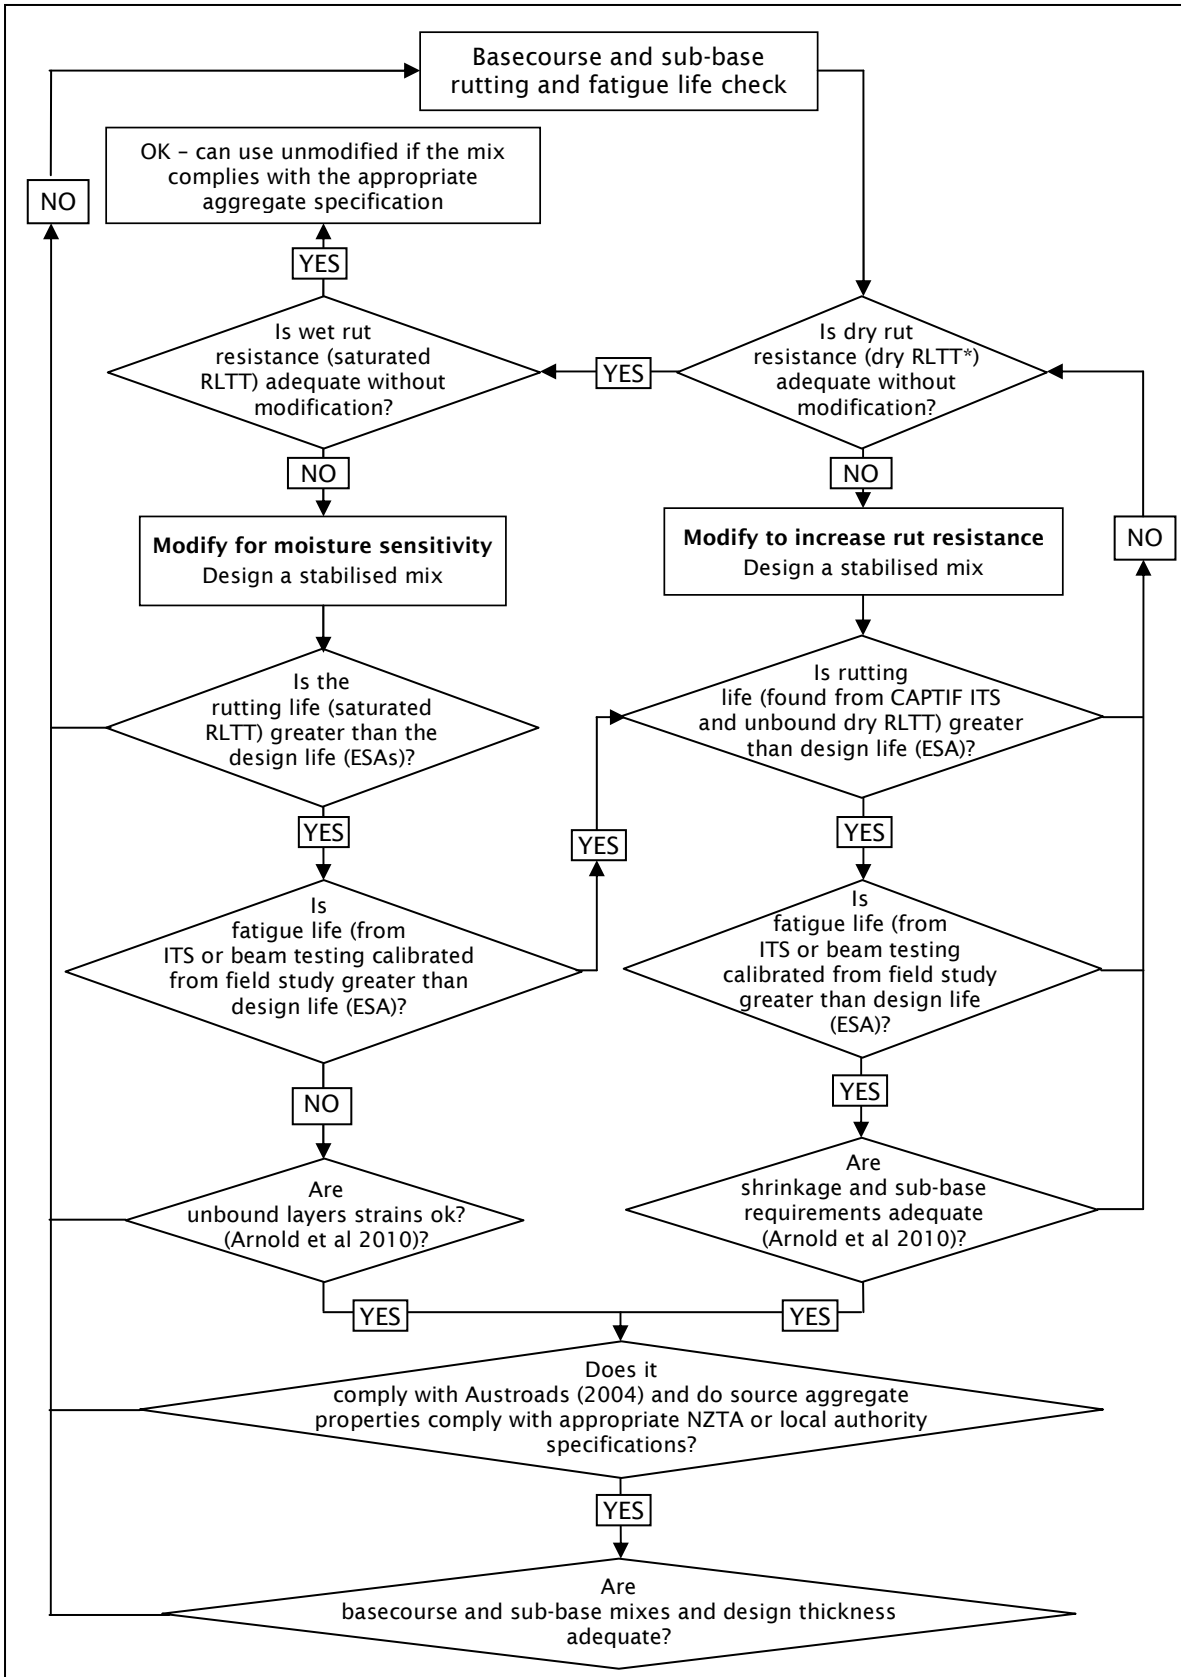 Basecourse and sub-base
rutting and fatigue life check
OK – can use unmodified if the mix
complies with the appropriate
aggregate specification
NO
YES
Is wet rut
resistance (saturated
RLTT) adequate without
modification?
YES
Is dry rut
resistance (dry RLTT*)
adequate without
modification?
NO
NO
Modify for moisture sensitivity
Design a stabilised mix
Modify to increase rut resistance
Design a stabilised mix
NO
Is the
rutting life (saturated
RLTT) greater than the
design life (ESAs)?
Is rutting
life (found from CAPTIF ITS
and unbound dry RLTT) greater
than design life (ESA)?
YES
YES
YES
Is
fatigue life (from
ITS or beam testing calibrated
from field study greater than
design life (ESA)?
Is
fatigue life (from
ITS or beam testing
calibrated from field study
greater than design life
(ESA)?
NO
YES
Are
unbound layers strains ok?
(Arnold et al 2010)?
Are
shrinkage and sub-base
requirements adequate
(Arnold et al 2010)?
YES
YES
Does it
comply with Austroads (2004) and do source aggregate
properties comply with appropriate NZTA or local authority
specifications?
YES
Are
basecourse and sub-base mixes and design thickness
adequate?